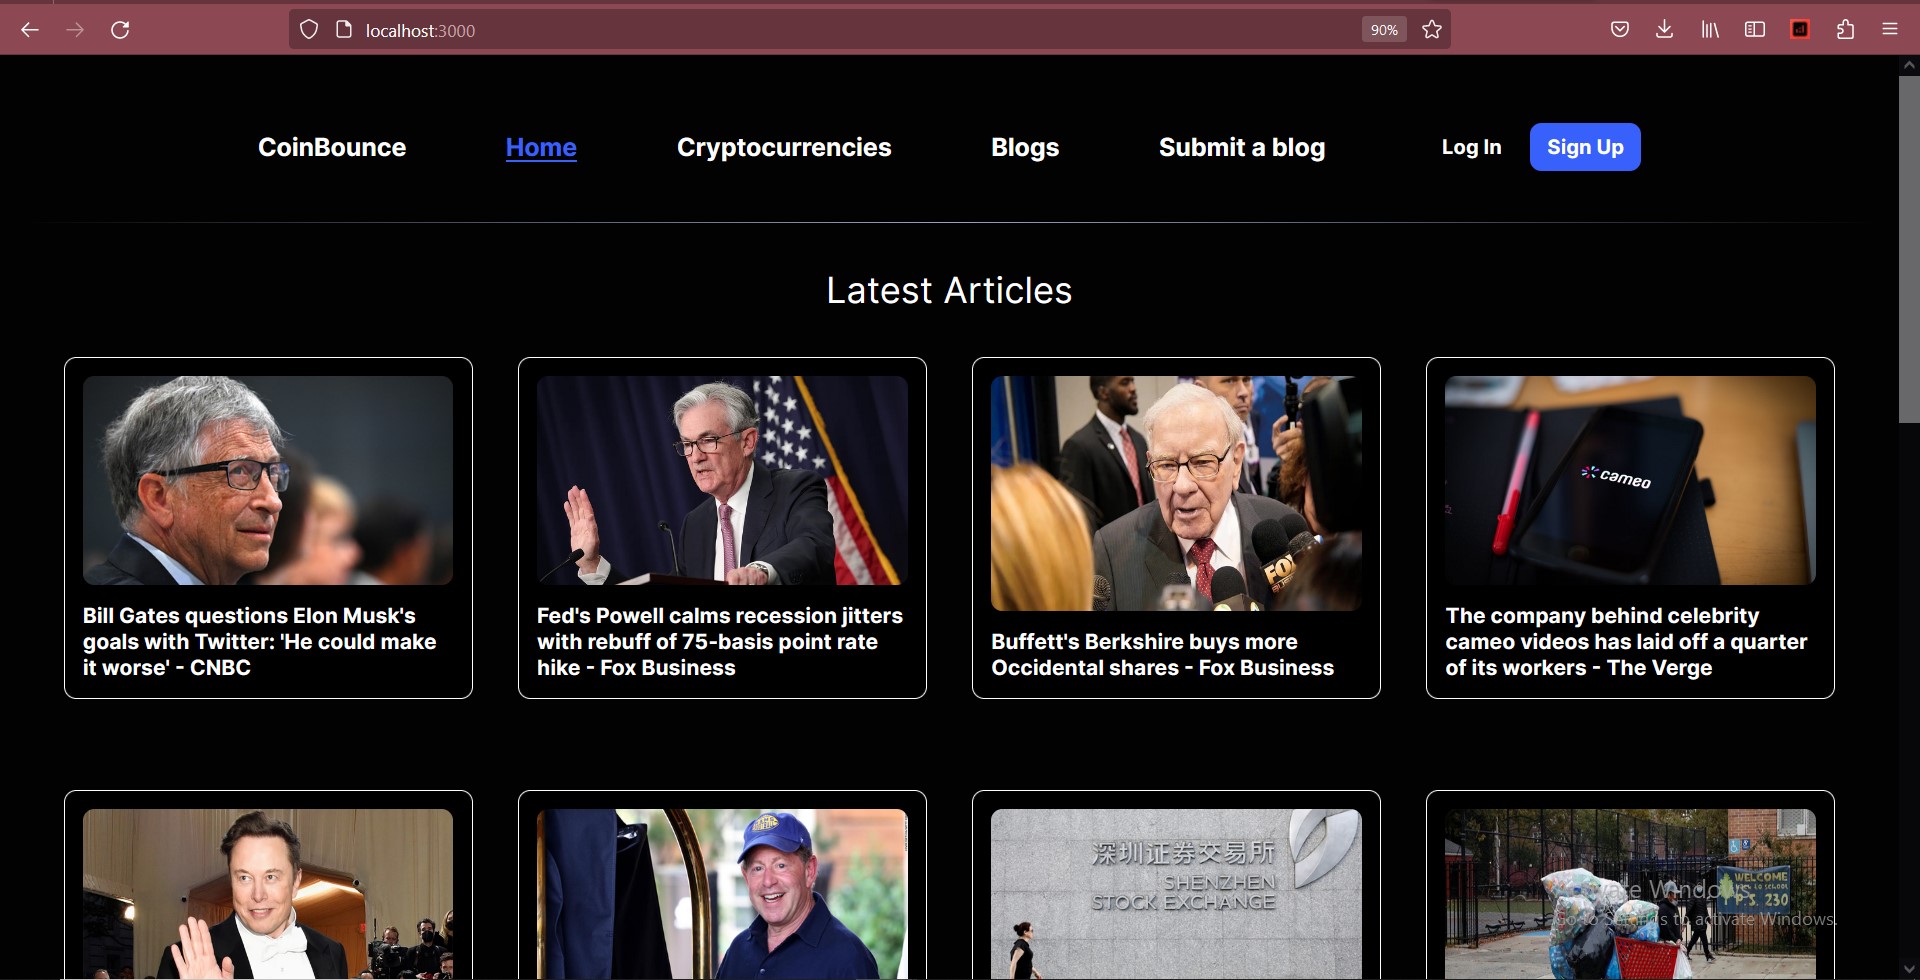 localhost:3000
90%
CoinBounce
Home
Cryptocurrencies
Blogs
Submit a blog
Log In
Sign Up
Latest Articles
Bill Gates questions Elon Musk's
goals with Twitter: 'He could make
it worse' - CNBC
Fed's Powell calms recession jitters
with rebuff of 75-basis point rate
hike - Fox Business
FOX
Buffett's Berkshire buys more
Occidental shares - Fox Business
cameo
The company behind celebrity
cameo videos has laid off a quarter
of its workers - The Verge
深圳证券交易所
SHENZHEN
STOCK EXCHANGE
WELCOME
P.S. 230
Windows
to activate Windows.